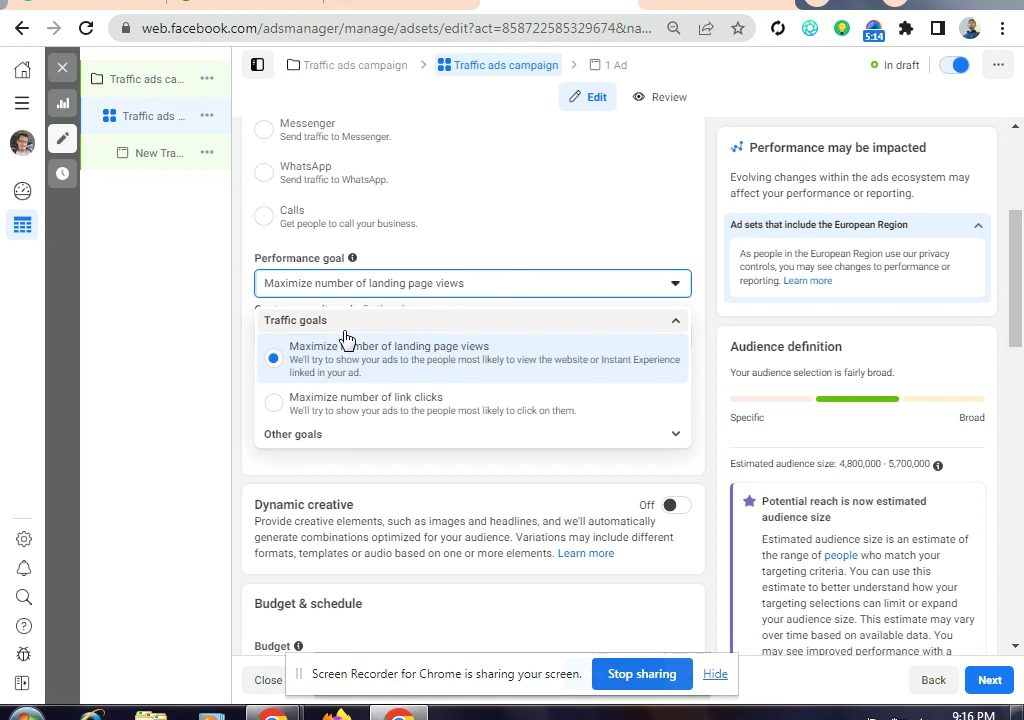 web.facebook.com/adsmanager/manage/adsets/edit?act=858722585329674&na...
5:14
Traffic ads ca...
Traffic ads ...
New Tra...
Traffic ads campaign
Traffic ads campaign
1 Ad
In draft
Edit
Review
Messenger
Send traffic to Messenger.
WhatsApp
Send traffic to WhatsApp.
Calls
Get people to call your business.
Performance goal
Maximize number of landing page views
Traffic goals
Maximize number of landing page views
We'll try to show your ads to the people most likely to view the website or Instant Experience
linked in your ad.
Maximize number of link clicks
We'll try to show your ads to the people most likely to click on them.
Other goals
Dynamic creative
Off
Provide creative elements, such as images and headlines, and we'll automatically
generate combinations optimized for your audience. Variations may include different
formats, templates or audio based on one or more elements. Learn more
Budget & schedule
Budget
Close
Performance may be impacted
Evolving changes within the ads ecosystem may
affect your performance or reporting.
Ad sets that include the European Region
As people in the European Region use our privacy
controls, you may see changes to performance or
reporting. Learn more
Audience definition
Your audience selection is fairly broad.
Specific
Broad
Estimated audience size: 4,800,000 - 5,700,000
Potential reach is now estimated
audience size
Estimated audience size is an estimate of
the range of people who match your
targeting criteria. You can use this
estimate to better understand how your
targeting selections can limit or expand
your audience size. This estimate may vary
over time based on available data. You
may see improved performance with a
Screen Recorder for Chrome is sharing your screen.
Stop sharing
Hide
Back
Next
9:16 PM